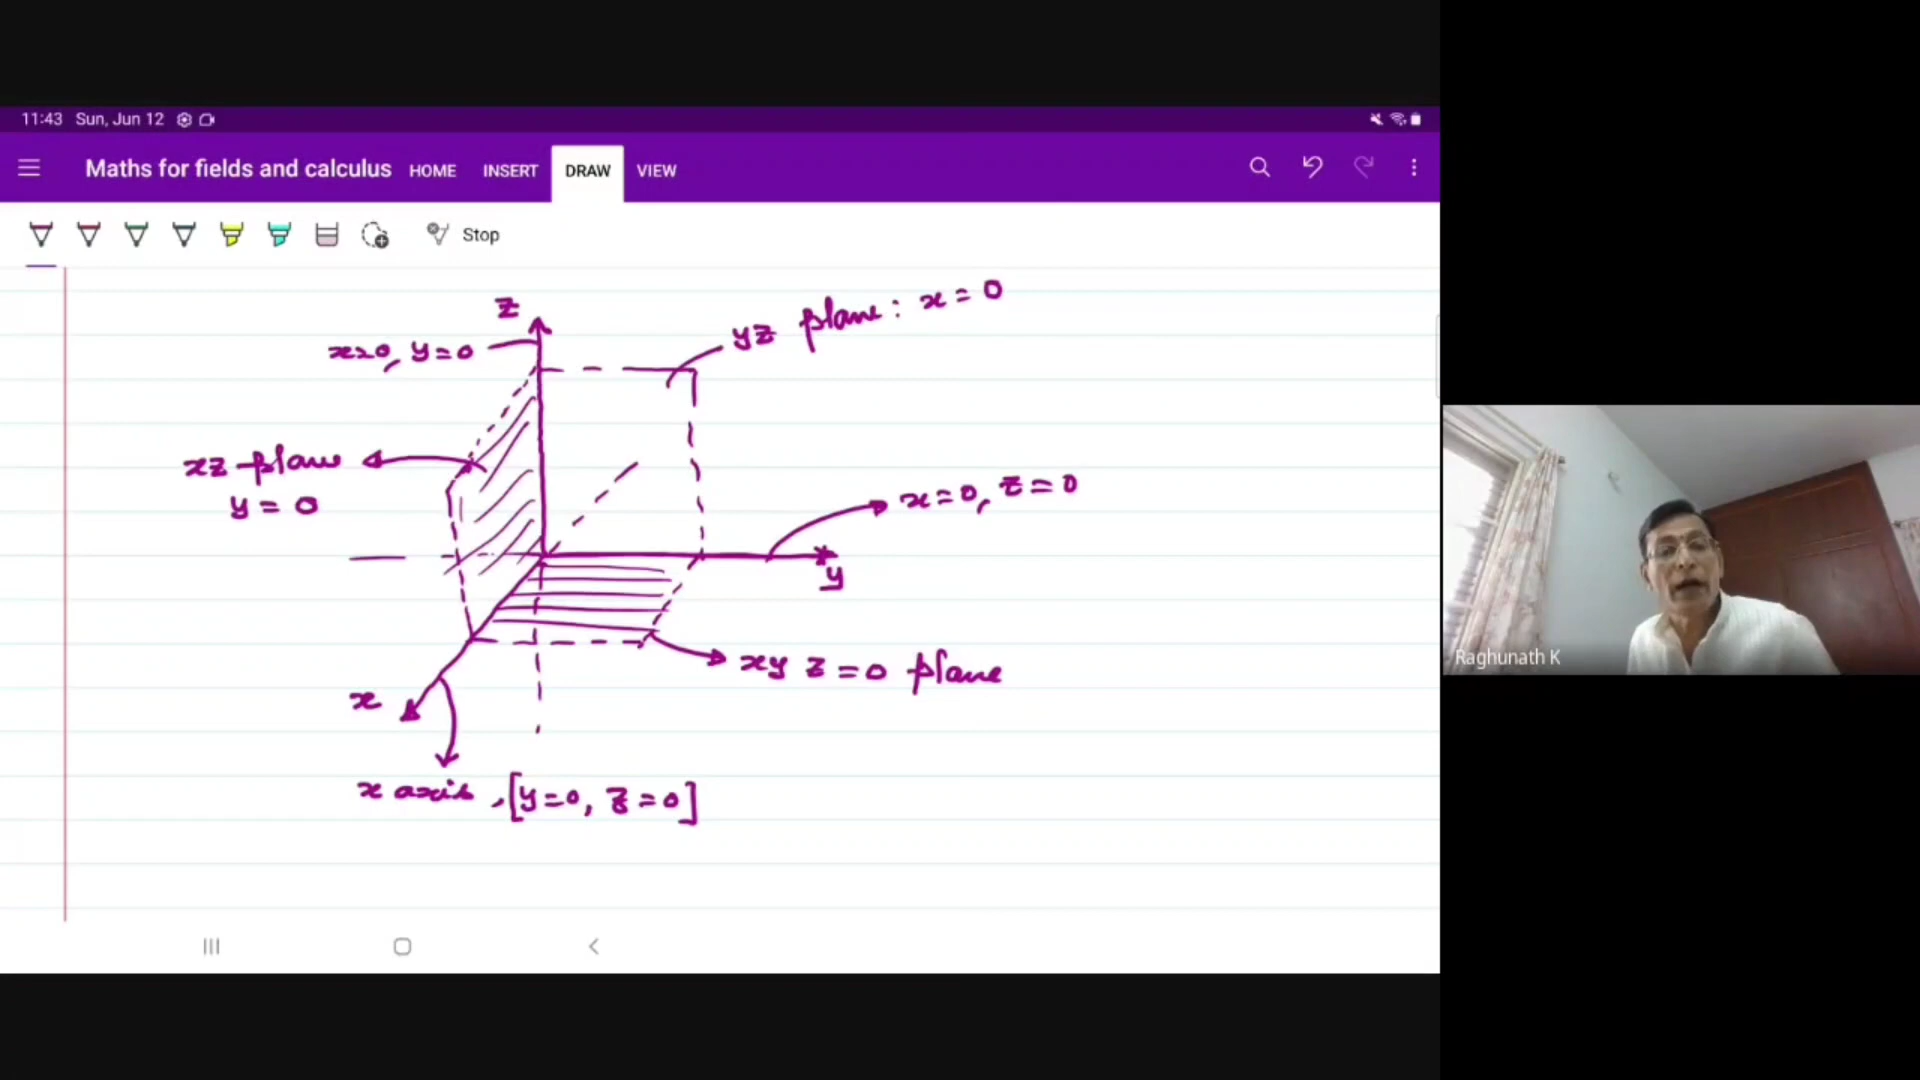 11:43 Sun, Jun 12
Maths for fields and calculus HOME INSERT DRAW VIEW
Stop
z
yz plane: x = 0
x=0, y=0
xz plane
y = 0
x=0, z=0
y
xy z=0 plane
x
x axis, [y=0, z=0]
Raghunath K